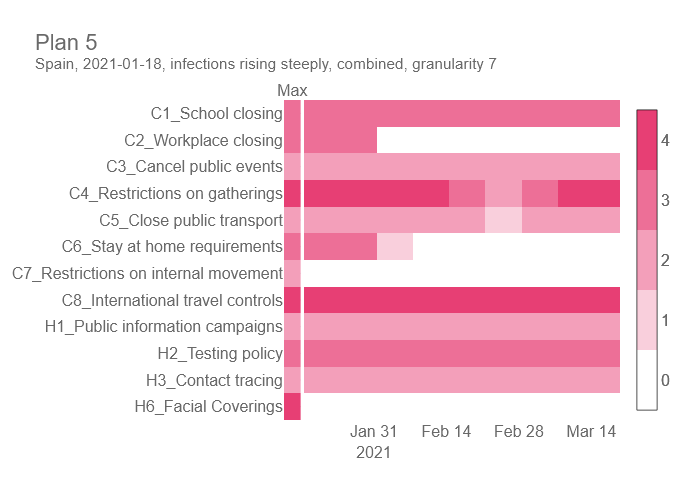 Plan 5
Spain, 2021-01-18, infections rising steeply, combined, granularity 7
Max
C1_School closing
C2_Workplace closing
C3_Cancel public events
C4_Restrictions on gatherings
C5_Close public transport
C6_Stay at home requirements
C7_Restrictions on internal movement
C8_International travel controls
H1_Public information campaigns
H2_Testing policy
H3_Contact tracing
H6_Facial Coverings
4
3
2
1
0
Jan 31 Feb 14 Feb 28 Mar 14
2021